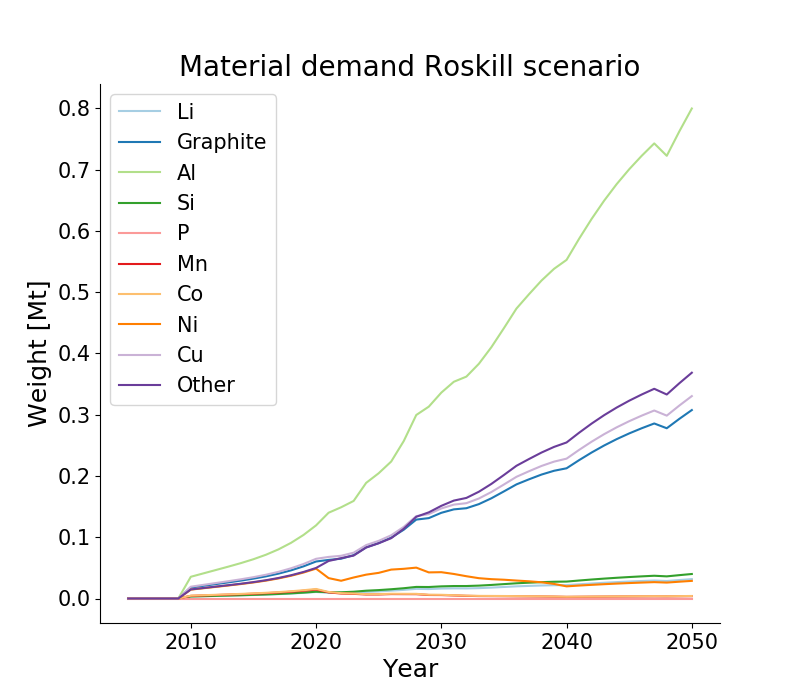 Material demand Roskill scenario
Li
Graphite
Al
Si
P
Mn
Co
Ni
Cu
Other
0.8
0.7
0.6
0.5
0.4
0.3
0.2
0.1
0.0
Weight [Mt]
2010 2020 2030 2040 2050
Year